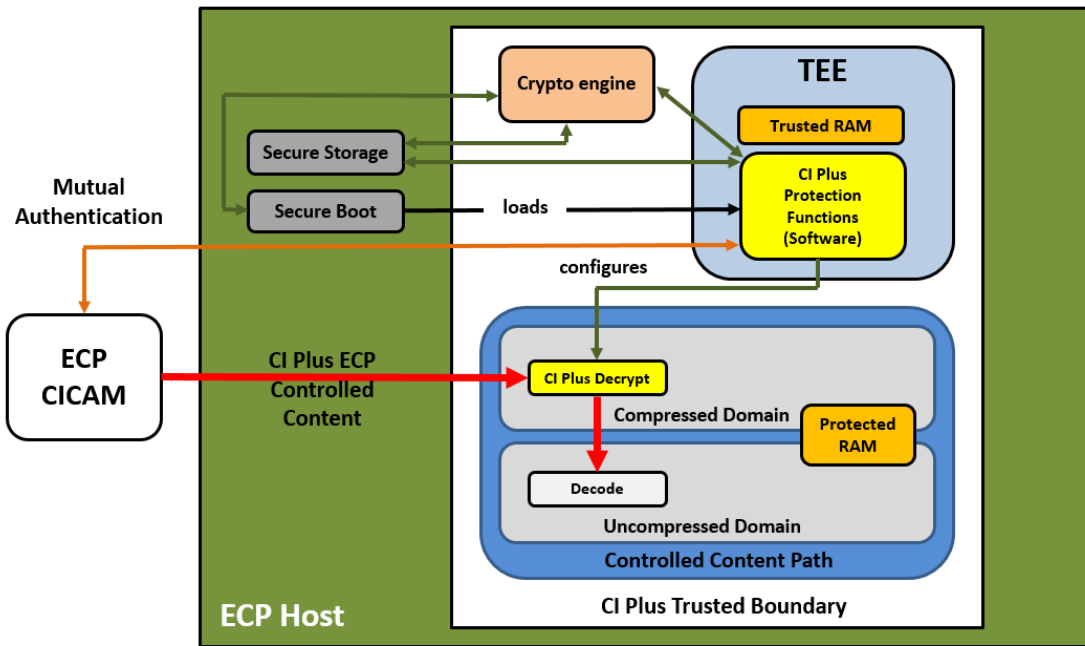 TEE
Crypto engine
Trusted RAM
Secure Storage
CI Plus
Protection
Functions
(Software)
Mutual
Authentication
Secure Boot
loads
configures
ECP
CICAM
CI Plus ECP
Controlled
Content
CI Plus Decrypt
Compressed Domain
Protected
RAM
Decode
Uncompressed Domain
Controlled Content Path
ECP Host
CI Plus Trusted Boundary